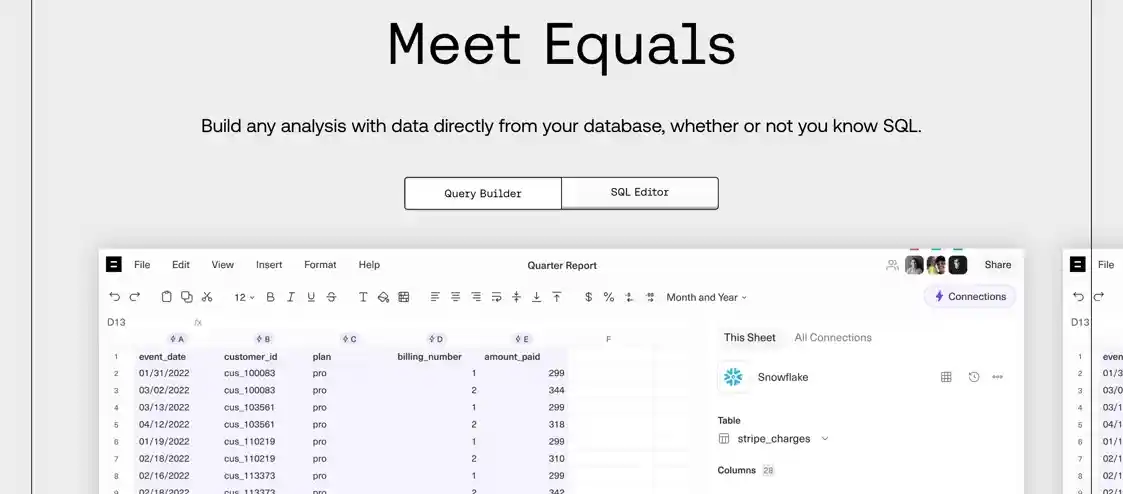 Meet Equals
Build any analysis with data directly from your database, whether or not you know SQL.
Query Builder SQL Editor
File Edit View Insert Format Help Quarter Report Share File
12 B I U S T $ % Month and Year Connections
D13 fx This Sheet All Connections D13
A B C D E F
1 event_date customer_id plan billing_number amount_paid 1 even
2 01/31/2022 cus_100083 pro 1 299 2 01/3
3 03/02/2022 cus_100083 pro 2 344 3 03/0
4 03/13/2022 cus_103561 pro 1 299 4 03/1
5 04/12/2022 cus_103561 pro 2 318 5 04/1
6 01/19/2022 cus_110219 pro 1 299 6 01/1
7 02/18/2022 cus_110219 pro 2 310 7 02/1
8 02/16/2022 cus_113373 pro 1 299 8 02/1
9 02/18/2022 cus_113373 pro 2 342 9 02/1
Snowflake
Table
stripe_charges
Columns 28